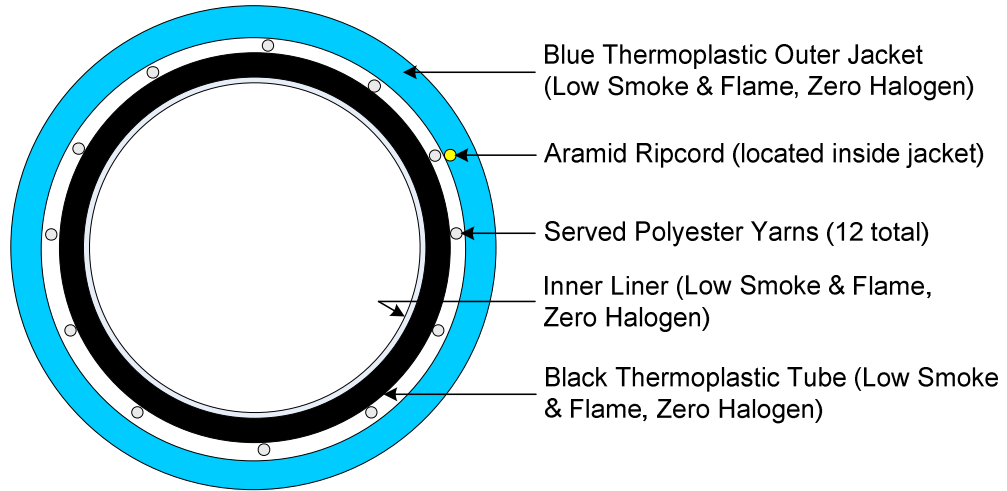 Blue Thermoplastic Outer Jacket
(Low Smoke & Flame, Zero Halogen)
Aramid Ripcord (located inside jacket)
Served Polyester Yarns (12 total)
Inner Liner (Low Smoke & Flame,
Zero Halogen)
Black Thermoplastic Tube (Low Smoke
& Flame, Zero Halogen)